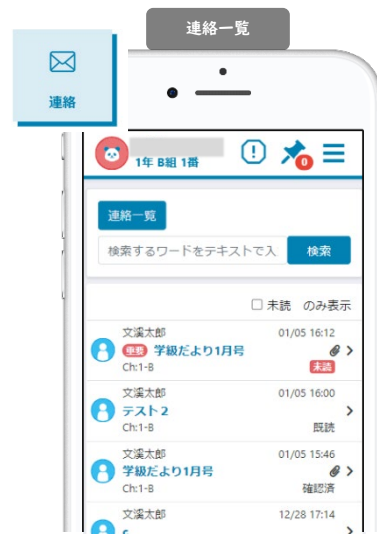 連絡一覧
連絡
1年 B組 1番
0
連絡一覧
検索するワードをテキストで入
検索
未読 のみ表示
文溪太郎 01/05 16:12
重要 学級だより1月号
Ch:1-B 未読
文溪太郎 01/05 16:00
テスト2
Ch:1-B 既読
文溪太郎 01/05 15:46
学級だより1月号
Ch:1-B 確認済
文溪太郎 12/28 17:14